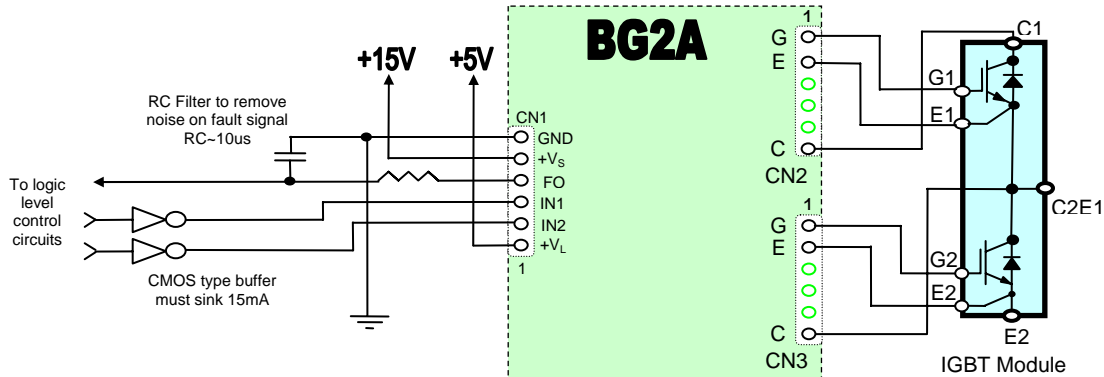 BG2A
+15V
+5V
RC Filter to remove
noise on fault signal
RC~10us
CN1
GND
+VS
FO
IN1
IN2
+VL
1
To logic
level
control
circuits
CMOS type buffer
must sink 15mA
1
G
E
C
CN2
1
G
E
C
CN3
C1
G1
E1
C2E1
G2
E2
E2
IGBT Module